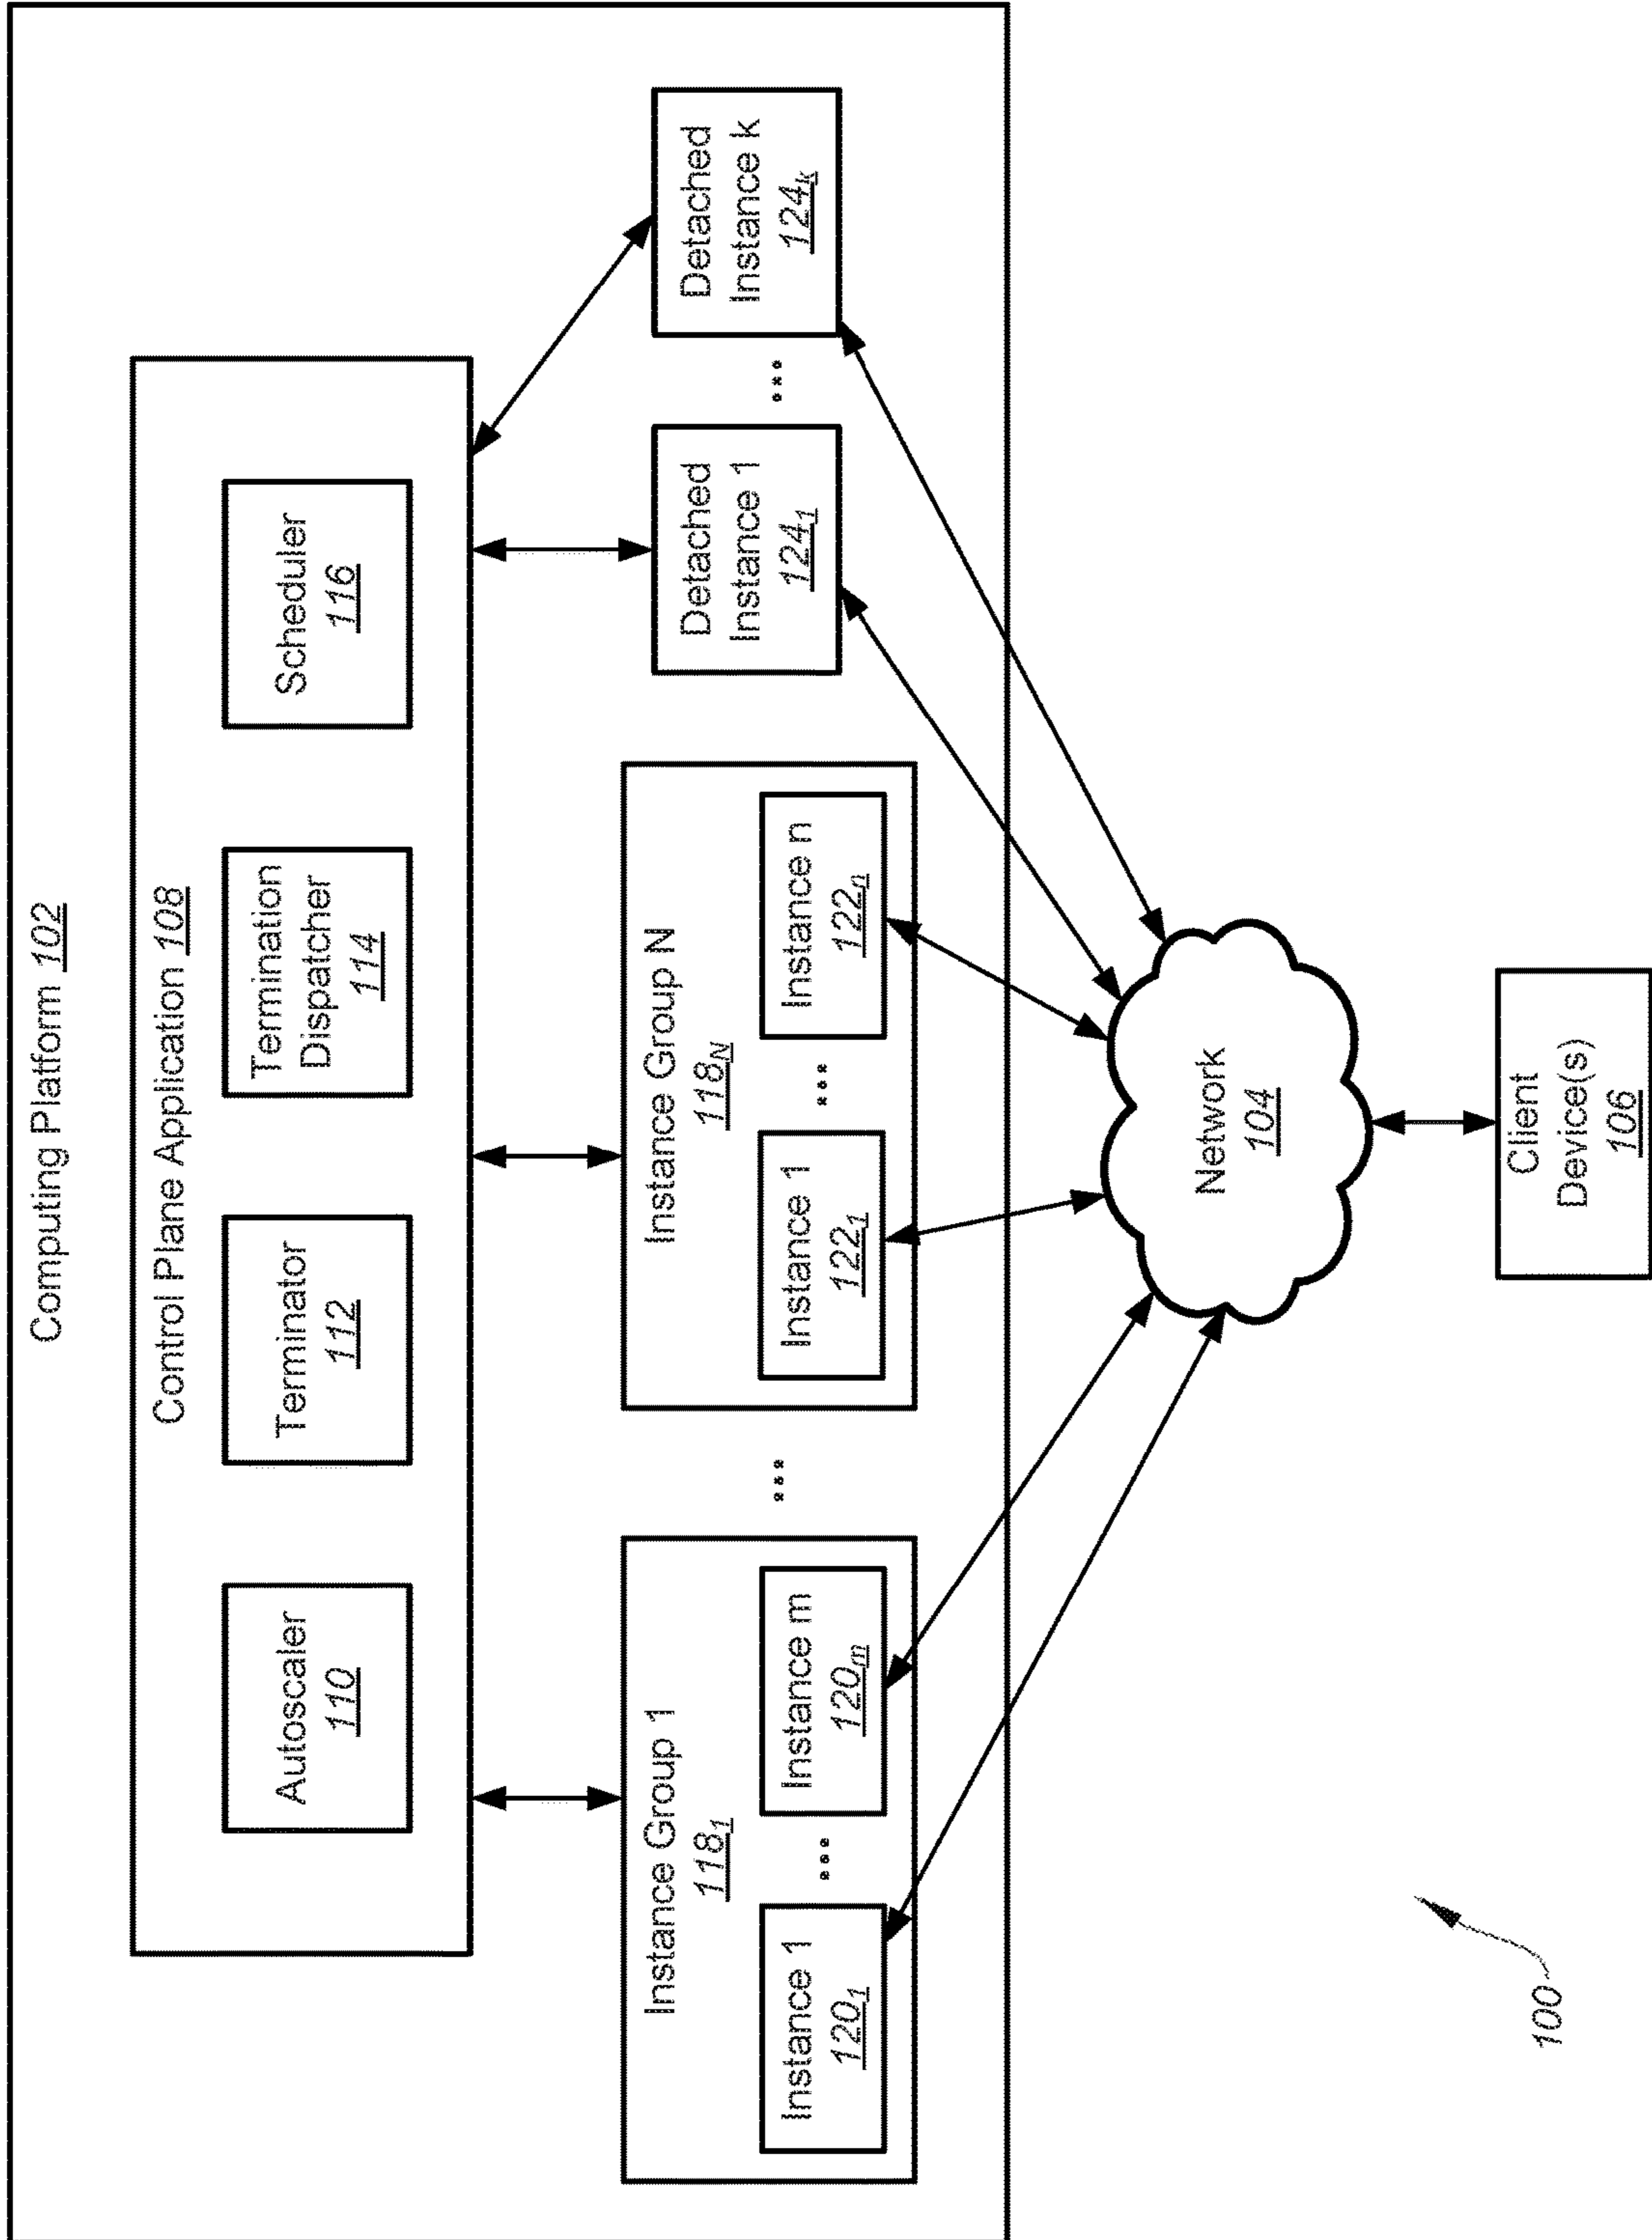 Computing Platform 102
Control Plane Application 108
Autoscaler
110
Terminator
112
Termination
Dispatcher
114
Scheduler
116
Instance Group 1
118₁
Instance 1
120₁
...
Instance m
120ₘ
...
Instance Group N
118_N
Instance 1
122₁
...
Instance n
122ₙ
Detached
Instance 1
124₁
...
Detached
Instance k
124ₖ
Network
104
Client
Device(s)
106
100